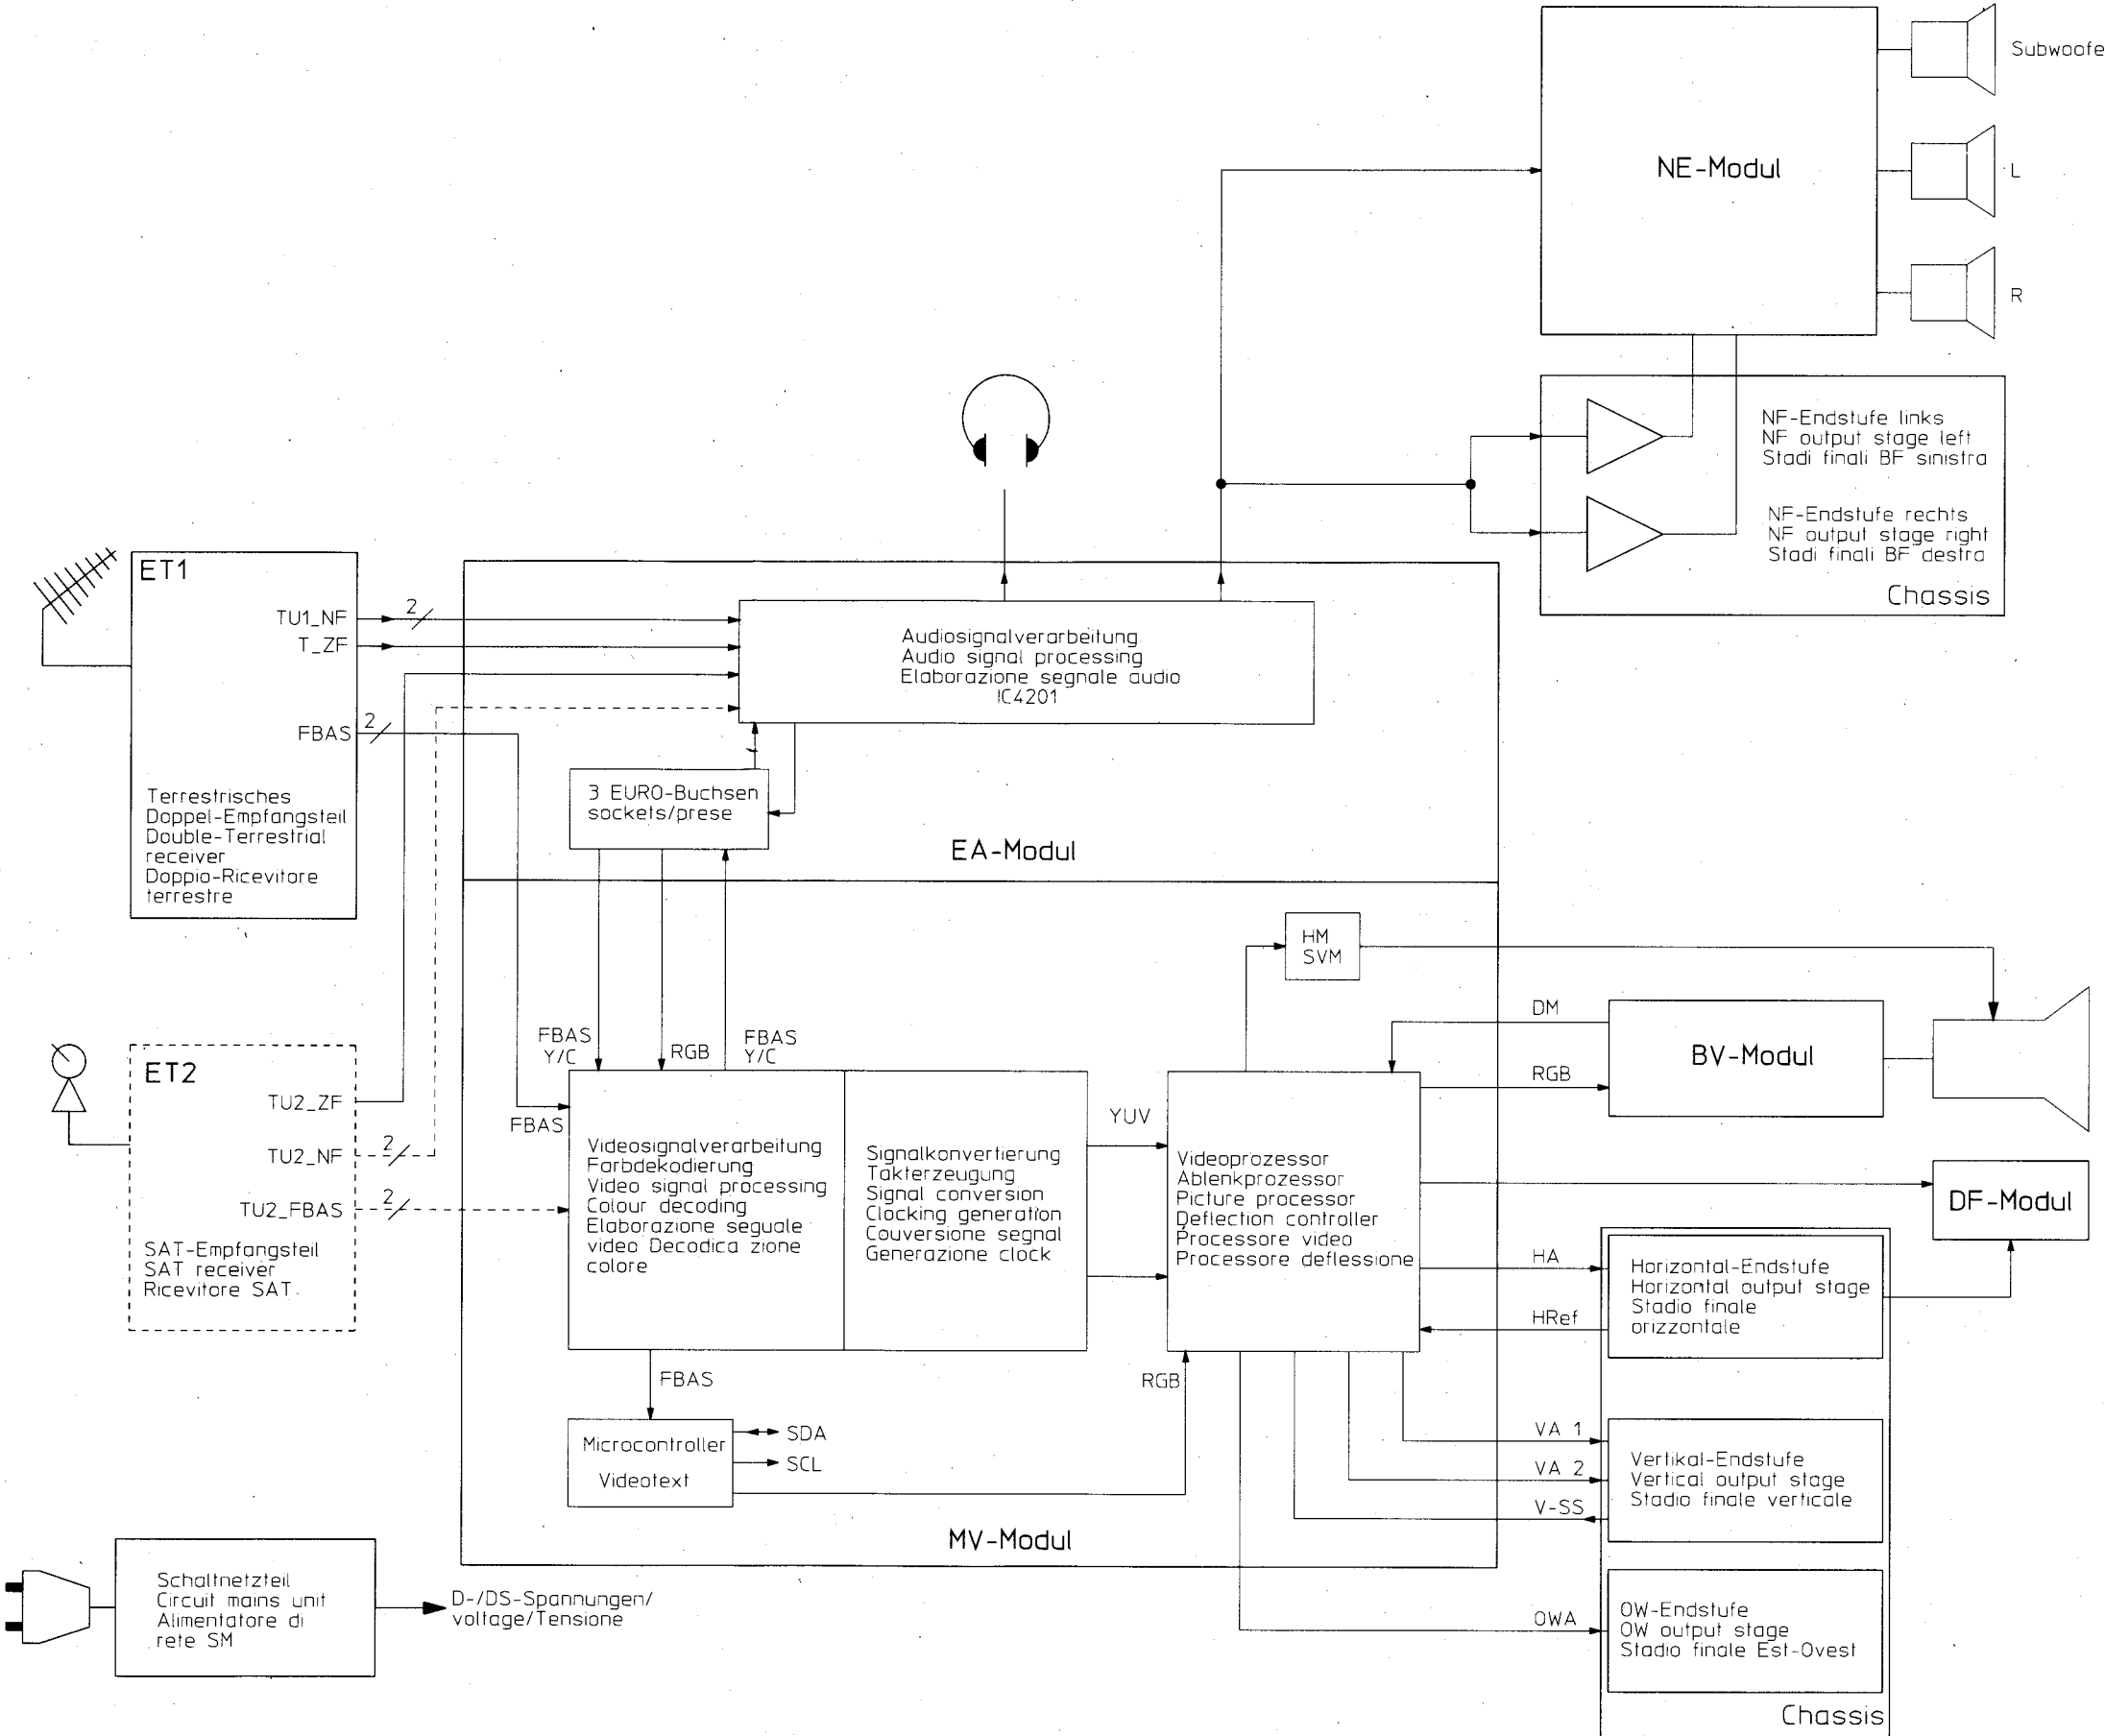 Subwoofe
NE-Modul
L
R
NF-Endstufe links
NF output stage left
Stadi finali BF sinistra
NF-Endstufe rechts
NF output stage right
Stadi finali BF destra
Chassis
ET1
TU1_NF
2
T_ZF
FBAS
2
Terrestrisches
Doppel-Empfangsteil
Double-Terrestrial
receiver
Doppio-Ricevitore
terrestre
Audiosignalverarbeitung
Audio signal processing
Elaborazione segnale audio
IC4201
3 EURO-Buchsen
sockets/prese
EA-Modul
HM
SVM
ET2
TU2_ZF
TU2_NF
2
TU2_FBAS
2
SAT-Empfangsteil
SAT receiver
Ricevitore SAT
FBAS
Y/C
RGB
FBAS
Y/C
FBAS
Videosignalverarbeitung
Farbdekodierung
Video signal processing
Colour decoding
Elaborazione seguale
video Decodica zione
colore
Signalkonvertierung
Takterzeugung
Signal conversion
Clocking generation
Couversione segnal
Generazione clock
YUV
Videoprozessor
Ablenkprozessor
Picture processor
Deflection controller
Processore video
Processore deflessione
DM
RGB
BV-Modul
DF-Modul
HA
HRef
Horizontal-Endstufe
Horizontal output stage
Stadio finale
orizzontale
FBAS
RGB
Microcontroller
Videotext
SDA
SCL
VA 1
VA 2
V-SS
Vertikal-Endstufe
Vertical output stage
Stadio finale verticale
MV-Modul
OWA
OW-Endstufe
OW output stage
Stadio finale Est-Ovest
Chassis
Schaltnetzteil
Circuit mains unit
Alimentatore di
rete SM
D-/DS-Spannungen/
voltage/Tensione